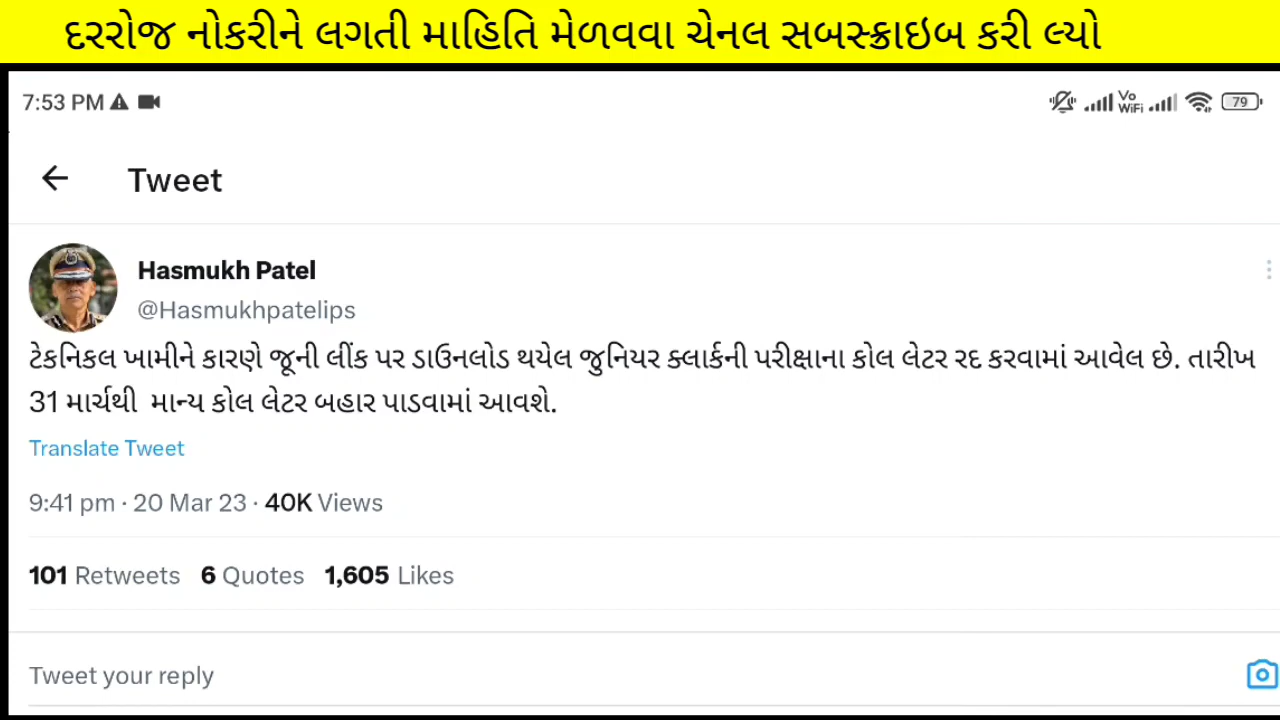 દરરોજ નોકરીને લગતી માહિતિ મેળવવા ચેનલ સબસ્ક્રાઇબ કરી લ્યો
7:53 PM
Vo
WiFi
79
Tweet
Hasmukh Patel
@Hasmukhpatelips
ટેકનિકલ ખામીને કારણે જૂની લીંક પર ડાઉનલોડ થયેલ જુનિયર ક્લાર્કની પરીક્ષાના કોલ લેટર રદ કરવામાં આવેલ છે. તારીખ
31 માર્ચથી  માન્ય કોલ લેટર બહાર પાડવામાં આવશે.
Translate Tweet
9:41 pm · 20 Mar 23 · 40K Views
101 Retweets 6 Quotes 1,605 Likes
Tweet your reply